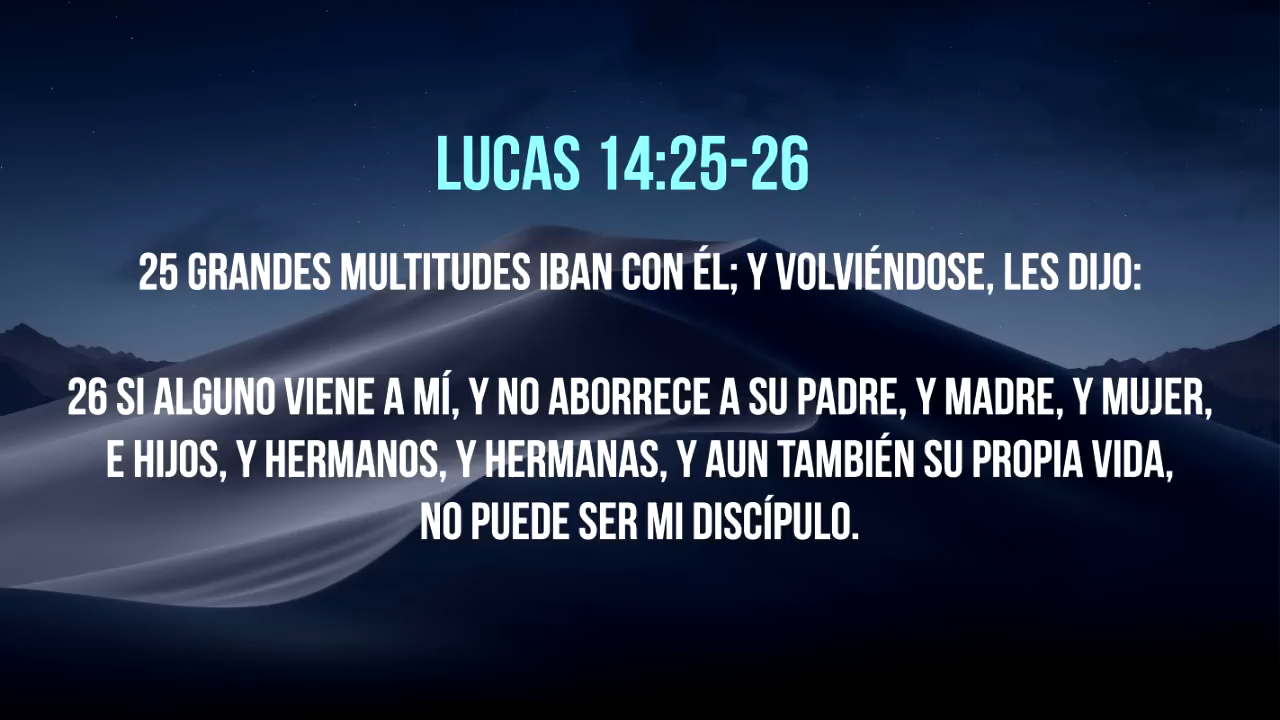 LUCAS 14:25-26
25 GRANDES MULTITUDES IBAN CON ÉL; Y VOLVIÉNDOSE, LES DIJO:
26 SI ALGUNO VIENE A MÍ, Y NO ABORRECE A SU PADRE, Y MADRE, Y MUJER,
E HIJOS, Y HERMANOS, Y HERMANAS, Y AUN TAMBIÉN SU PROPIA VIDA,
NO PUEDE SER MI DISCÍPULO.